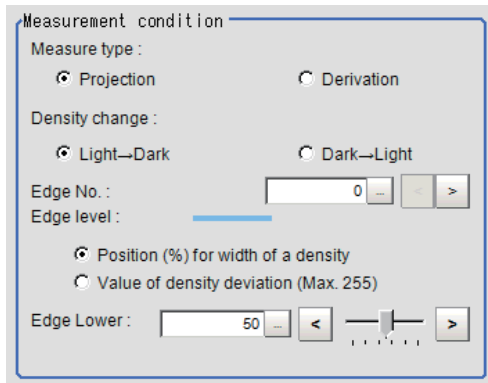 Measurement condition
Measure type :
Projection Derivation
Density change :
Light→Dark Dark→Light
Edge No. : 0 ... < >
Edge level :
Position (%) for width of a density
Value of density deviation (Max. 255)
Edge Lower : 50 ... < >